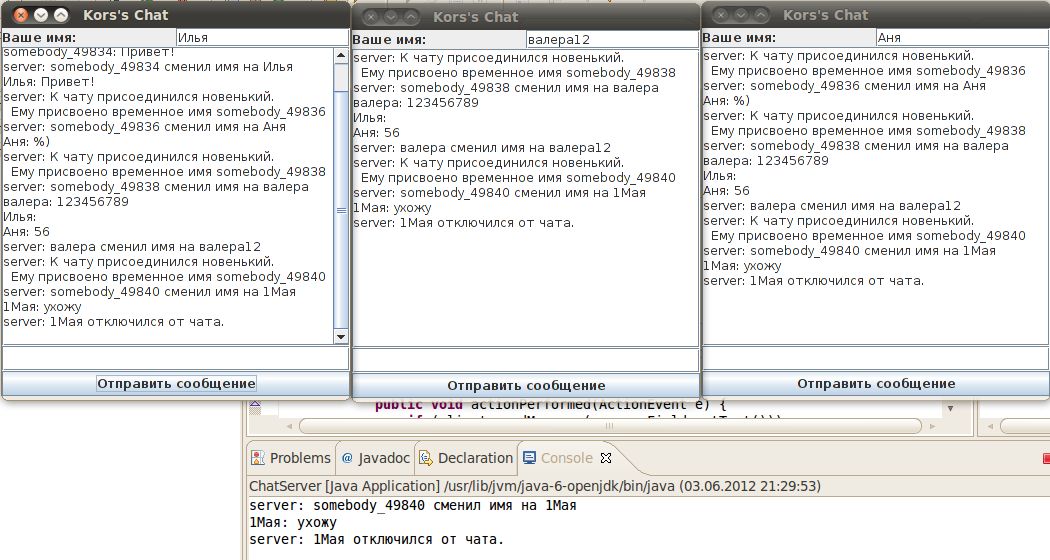 Kors's Chat
Ваше имя: Илья
somebody_49834: Привет!
server: somebody_49834 сменил имя на Илья
Илья: Привет!
server: К чату присоединился новенький.
Ему присвоено временное имя somebody_49836
server: somebody_49836 сменил имя на Аня
Аня: %)
server: К чату присоединился новенький.
Ему присвоено временное имя somebody_49838
server: somebody_49838 сменил имя на валера
валера: 123456789
Илья:
Аня: 56
server: валера сменил имя на валера12
server: К чату присоединился новенький.
Ему присвоено временное имя somebody_49840
server: somebody_49840 сменил имя на 1Мая
1Мая: ухожу
server: 1Мая отключился от чата.
Отправить сообщение
Kors's Chat
Ваше имя: валера12
server: К чату присоединился новенький.
Ему присвоено временное имя somebody_49838
server: somebody_49838 сменил имя на валера
валера: 123456789
Илья:
Аня: 56
server: валера сменил имя на валера12
server: К чату присоединился новенький.
Ему присвоено временное имя somebody_49840
server: somebody_49840 сменил имя на 1Мая
1Мая: ухожу
server: 1Мая отключился от чата.
Отправить сообщение
Kors's Chat
Ваше имя: Аня
server: К чату присоединился новенький.
Ему присвоено временное имя somebody_49836
server: somebody_49836 сменил имя на Аня
Аня: %)
server: К чату присоединился новенький.
Ему присвоено временное имя somebody_49838
server: somebody_49838 сменил имя на валера
валера: 123456789
Илья:
Аня: 56
server: валера сменил имя на валера12
server: К чату присоединился новенький.
Ему присвоено временное имя somebody_49840
server: somebody_49840 сменил имя на 1Мая
1Мая: ухожу
server: 1Мая отключился от чата.
Отправить сообщение
public void actionPerformed(ActionEvent e) {
Problems @ Javadoc Declaration Console
ChatServer [Java Application] /usr/lib/jvm/java-6-openjdk/bin/java (03.06.2012 21:29:53)
server: somebody_49840 сменил имя на 1Мая
1Мая: ухожу
server: 1Мая отключился от чата.